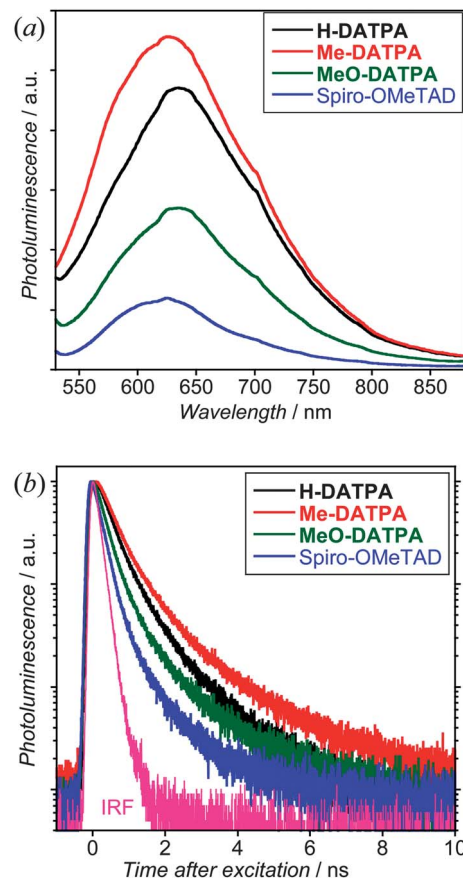 (a)
H-DATPA
Me-DATPA
MeO-DATPA
Spiro-OMeTAD
Photoluminescence / a.u.
550 600 650 700 750 800 850
Wavelength / nm
(b)
H-DATPA
Me-DATPA
MeO-DATPA
Spiro-OMeTAD
Photoluminescence / a.u.
IRF
0 2 4 6 8 10
Time after excitation / ns